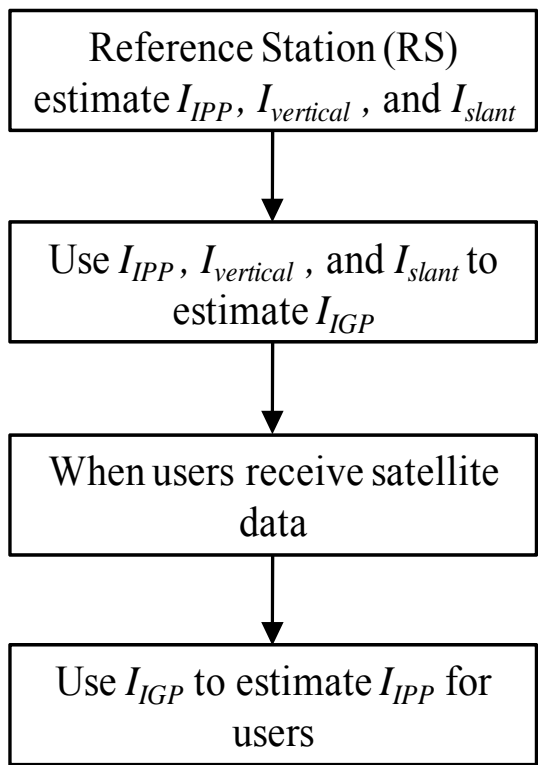 Reference Station (RS)
estimate I_IPP, I_vertical , and I_slant
Use I_IPP, I_vertical , and I_slant to
estimate I_IGP
When users receive satellite
data
Use I_IGP to estimate I_IPP for
users